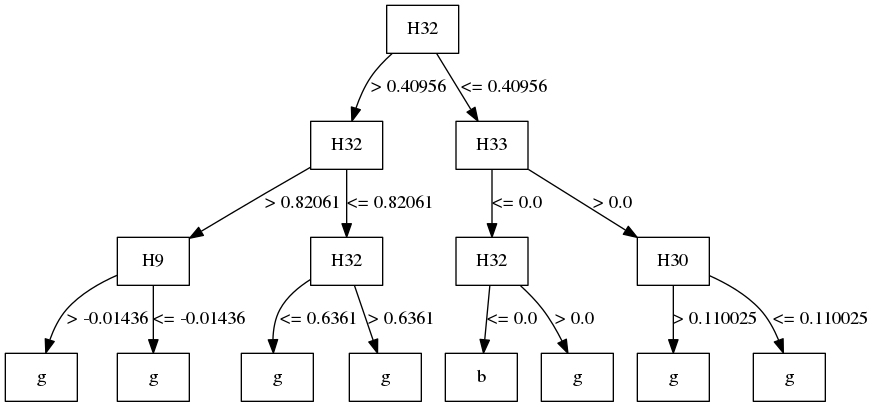 H32
> 0.40956 <= 0.40956
H32 H33
> 0.82061 <= 0.82061 <= 0.0 > 0.0
H9 H32 H32 H30
> -0.01436 <= -0.01436 <= 0.6361 > 0.6361 <= 0.0 > 0.0 > 0.110025 <= 0.110025
g g g g b g g g